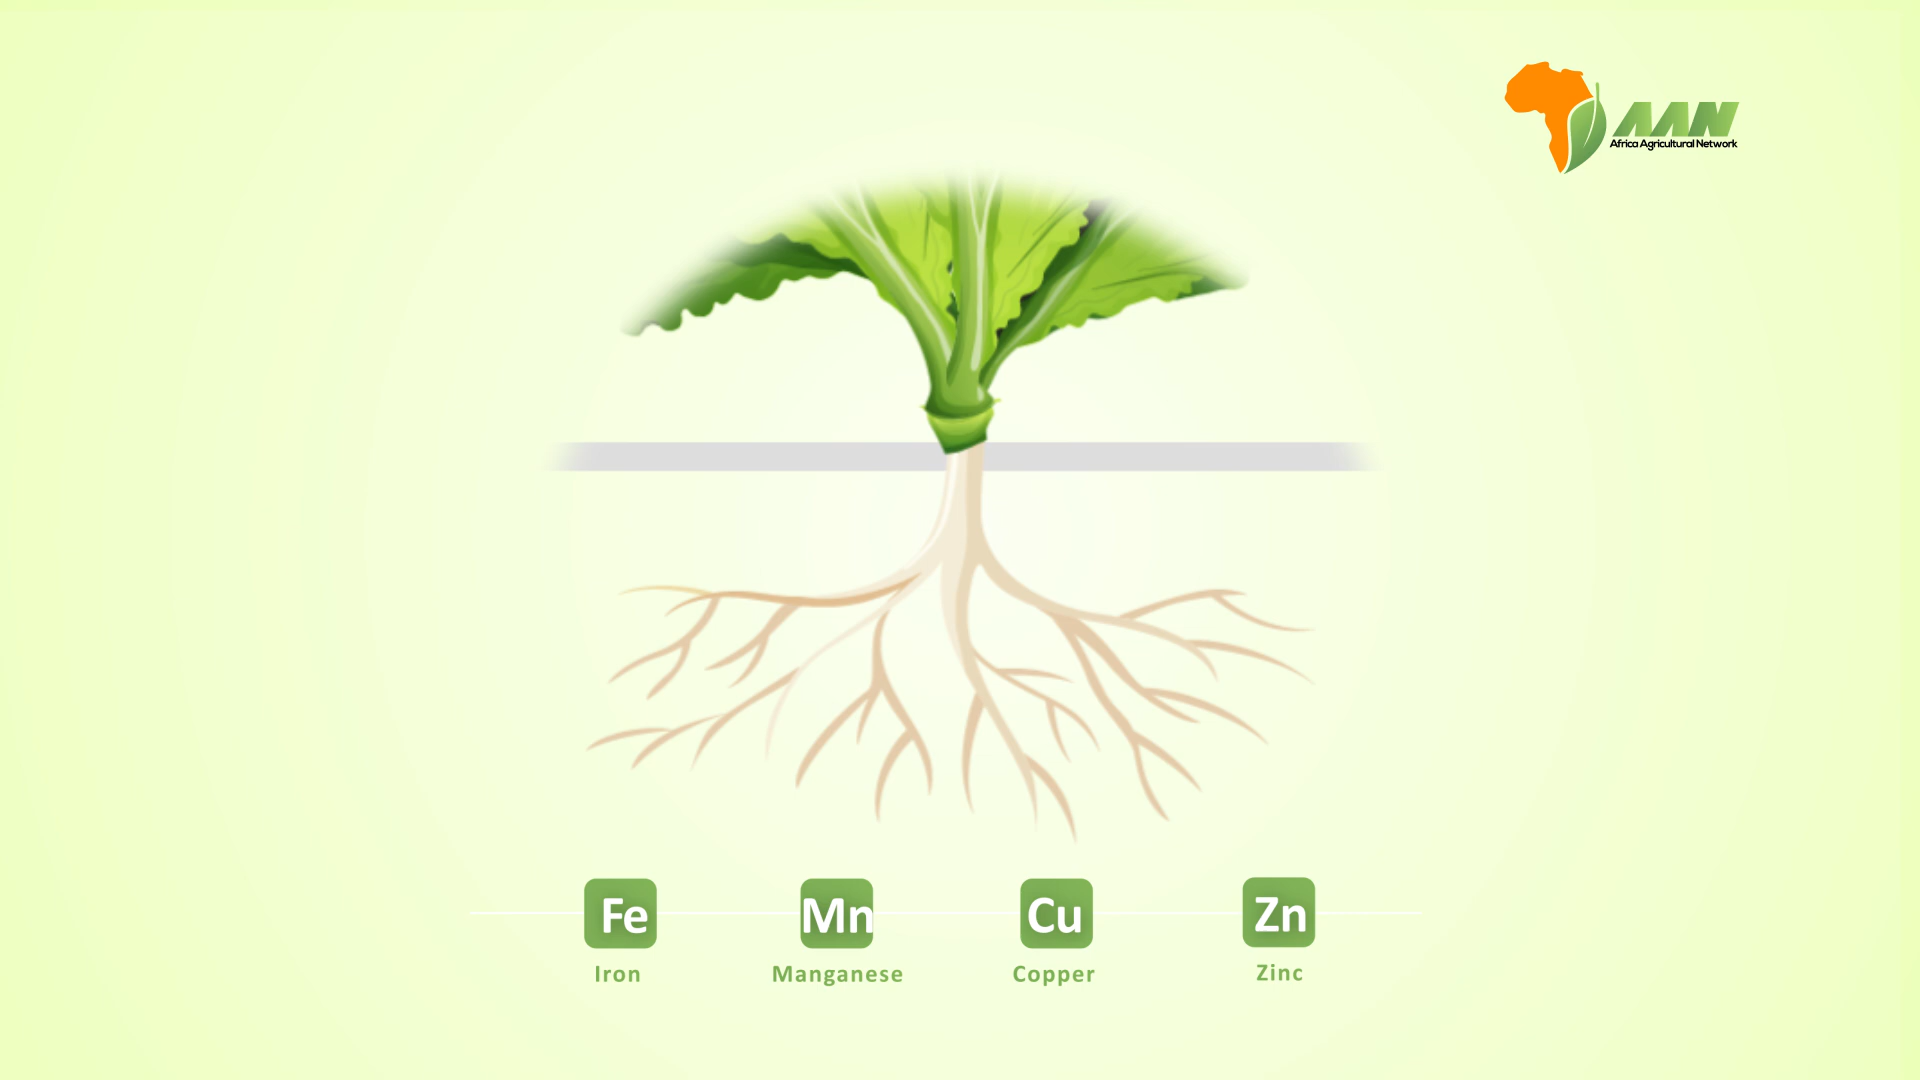 AAN
Africa Agricultural Network
Fe
Mn
Cu
Zn
Iron
Manganese
Copper
Zinc